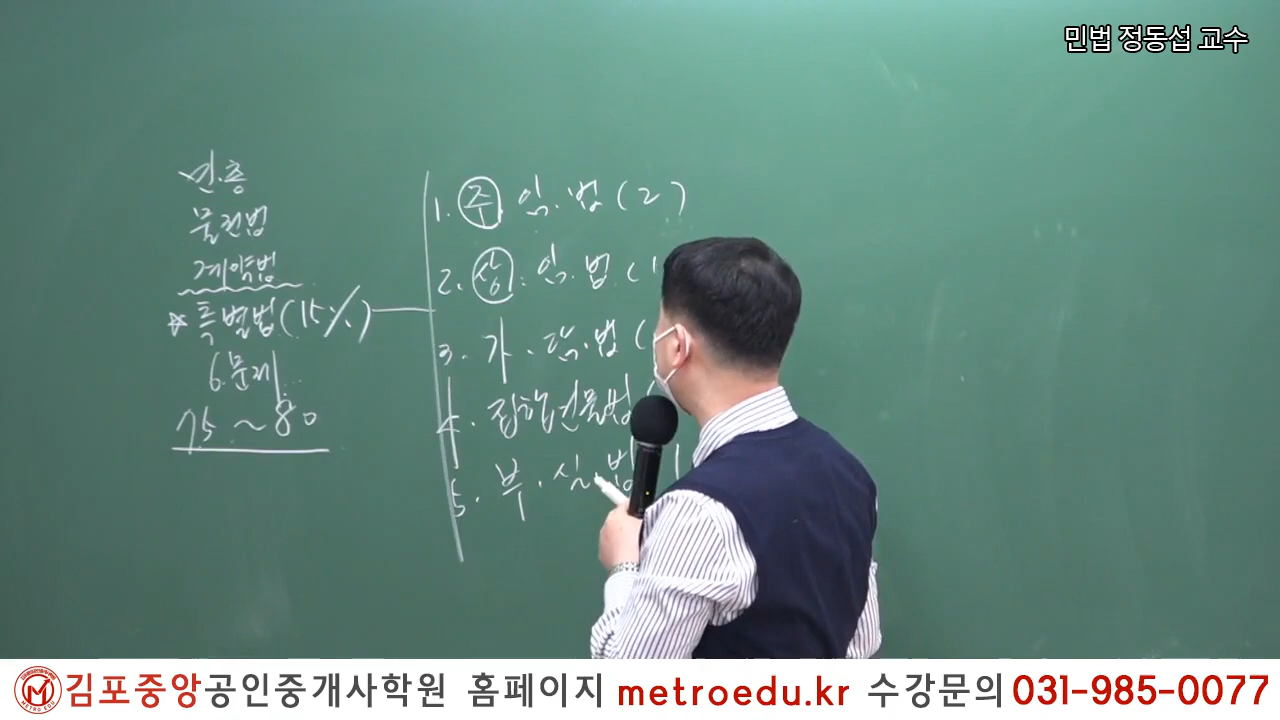 민법 정동섭 교수
민.총
물권법
계약법
☆ 특별법(15%)
6문제
75 ~ 80
1. 주 임.법 (2)
2. 상.임.법 (1
3. 가.담.법 (
4. 집합건물법 (
5. 부.실.법 1
METRO EDU
김포중앙공인중개사학원 홈페이지 metroedu.kr 수강문의 031-985-0077